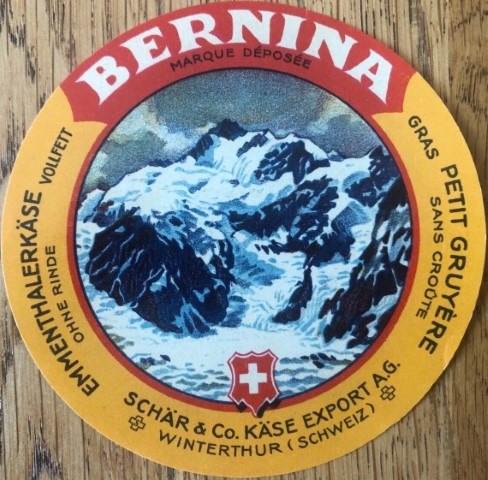 BERNINA
MARQUE DÉPOSÉE
EMMENTHALERKÄSE VOLLFETT
OHNE RINDE
GRAS PETIT GRUYÈRE
SANS CROÛTE
SCHÄR & Co. KÄSE EXPORT A.G.
WINTERTHUR (SCHWEIZ)